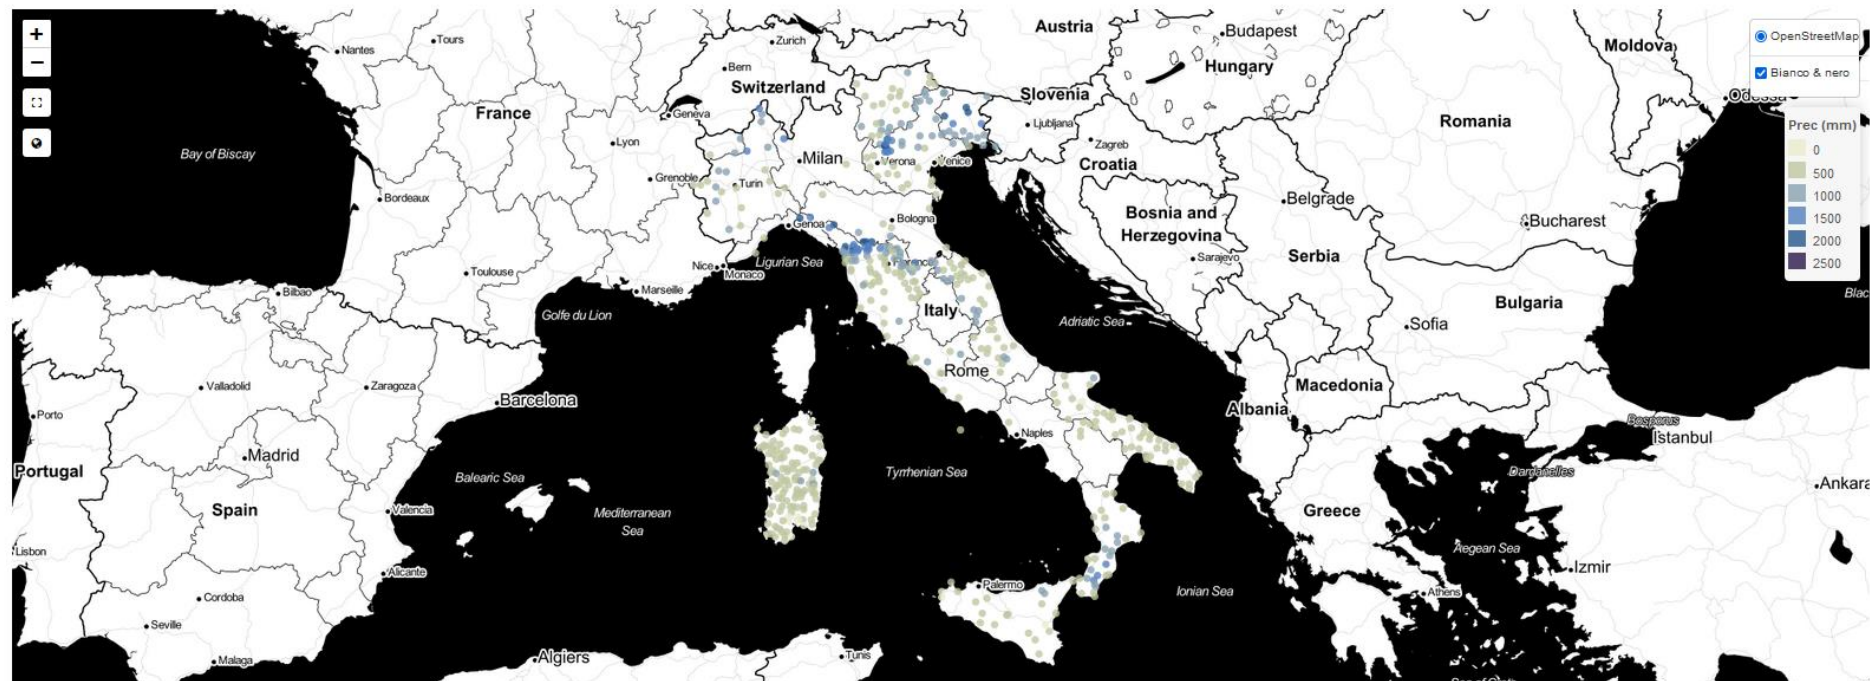 +
−
Nantes
Tours
Zurich
Bern
Switzerland
Geneva
France
Lyon
Grenoble
Bay of Biscay
Bordeaux
Toulouse
Bilbao
Nice
Monaco
Marseille
Golfe du Lion
Ligurian Sea
Milan
Turin
Verona
Venice
Genoa
Bologna
Florence
Italy
Rome
Naples
Palermo
Austria
Budapest
Hungary
Slovenia
Ljubljana
Zagreb
Croatia
Bosnia and
Herzegovina
Sarajevo
Belgrade
Serbia
Romania
Bucharest
Moldova
Odessa
Bulgaria
Sofia
Macedonia
Albania
Greece
Athens
Adriatic Sea
Tyrrhenian Sea
Ionian Sea
Aegean Sea
Bosporus
Istanbul
Dardanelles
Izmir
Ankara
Blac
Valladolid
Zaragoza
Barcelona
Porto
Madrid
Portugal
Spain
Valencia
Balearic Sea
Mediterranean
Sea
Lisbon
Alicante
Cordoba
Seville
Malaga
Algiers
Tunis
OpenStreetMap
Bianco & nero
Prec (mm)
0
500
1000
1500
2000
2500